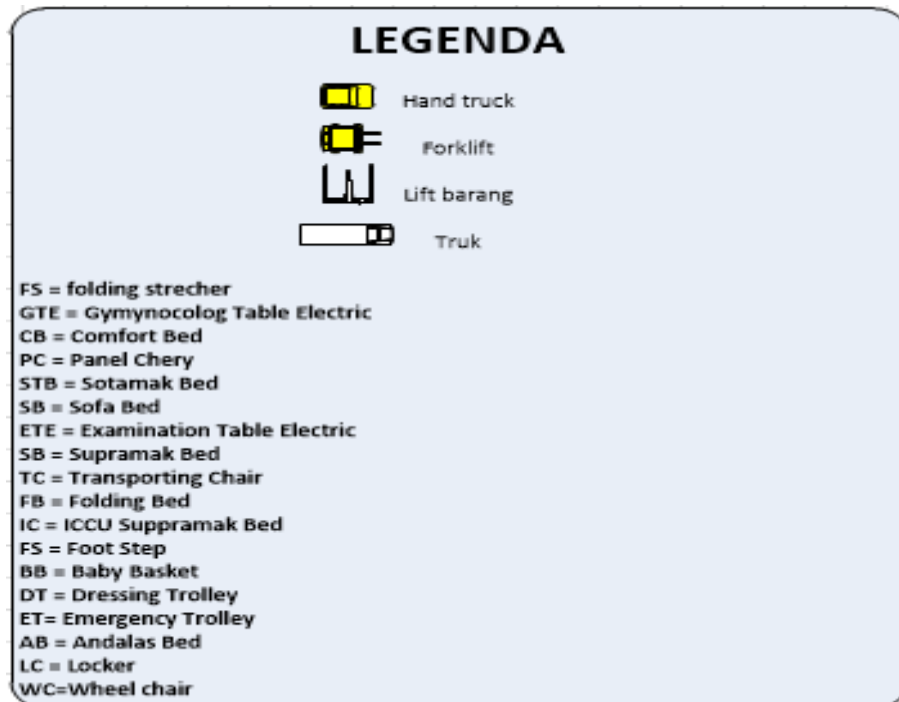 LEGENDA
Hand truck
Forklift
Lift barang
Truk
FS = folding strecher
GTE = Gymynocolog Table Electric
CB = Comfort Bed
PC = Panel Chery
STB = Sotamak Bed
SB = Sofa Bed
ETE = Examination Table Electric
SB = Supramak Bed
TC = Transporting Chair
FB = Folding Bed
IC = ICCU Suppramak Bed
FS = Foot Step
BB = Baby Basket
DT = Dressing Trolley
ET= Emergency Trolley
AB = Andalas Bed
LC = Locker
WC=Wheel chair